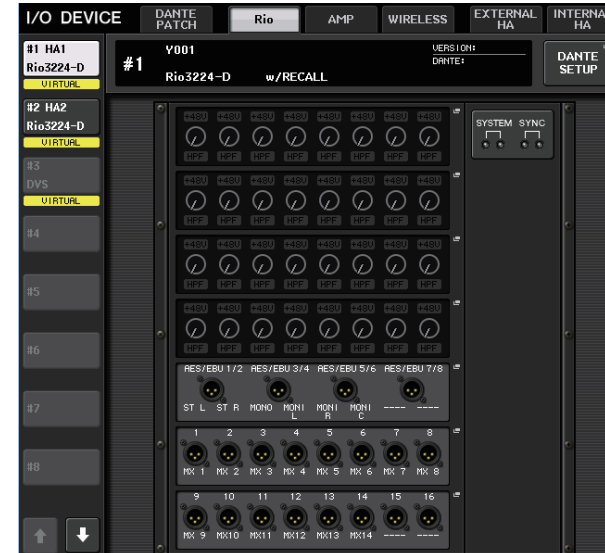 I/O DEVICE
DANTE PATCH
Rio
AMP
WIRELESS
EXTERNAL HA
INTERNA HA
#1 HA1
Rio3224-D
VIRTUAL
#2 HA2
Rio3224-D
VIRTUAL
#3
DVS
VIRTUAL
#4
#5
#6
#7
#8
#1
Y001
Rio3224-D w/RECALL
VERSION:
DANTE:
DANTE SETUP
+48V +48V +48V +48V +48V +48V +48V +48V
HPF HPF HPF HPF HPF HPF HPF HPF
+48V +48V +48V +48V +48V +48V +48V +48V
HPF HPF HPF HPF HPF HPF HPF HPF
+48V +48V +48V +48V +48V +48V +48V +48V
HPF HPF HPF HPF HPF HPF HPF HPF
+48V +48V +48V +48V +48V +48V +48V +48V
HPF HPF HPF HPF HPF HPF HPF HPF
SYSTEM SYNC
AES/EBU 1/2 AES/EBU 3/4 AES/EBU 5/6 AES/EBU 7/8
ST L ST R MONO MONI L MONI R MONI C ---- ----
1 2 3 4 5 6 7 8
MX 1 MX 2 MX 3 MX 4 MX 5 MX 6 MX 7 MX 8
9 10 11 12 13 14 15 16
MX 9 MX10 MX11 MX12 MX13 MX14 ---- ----